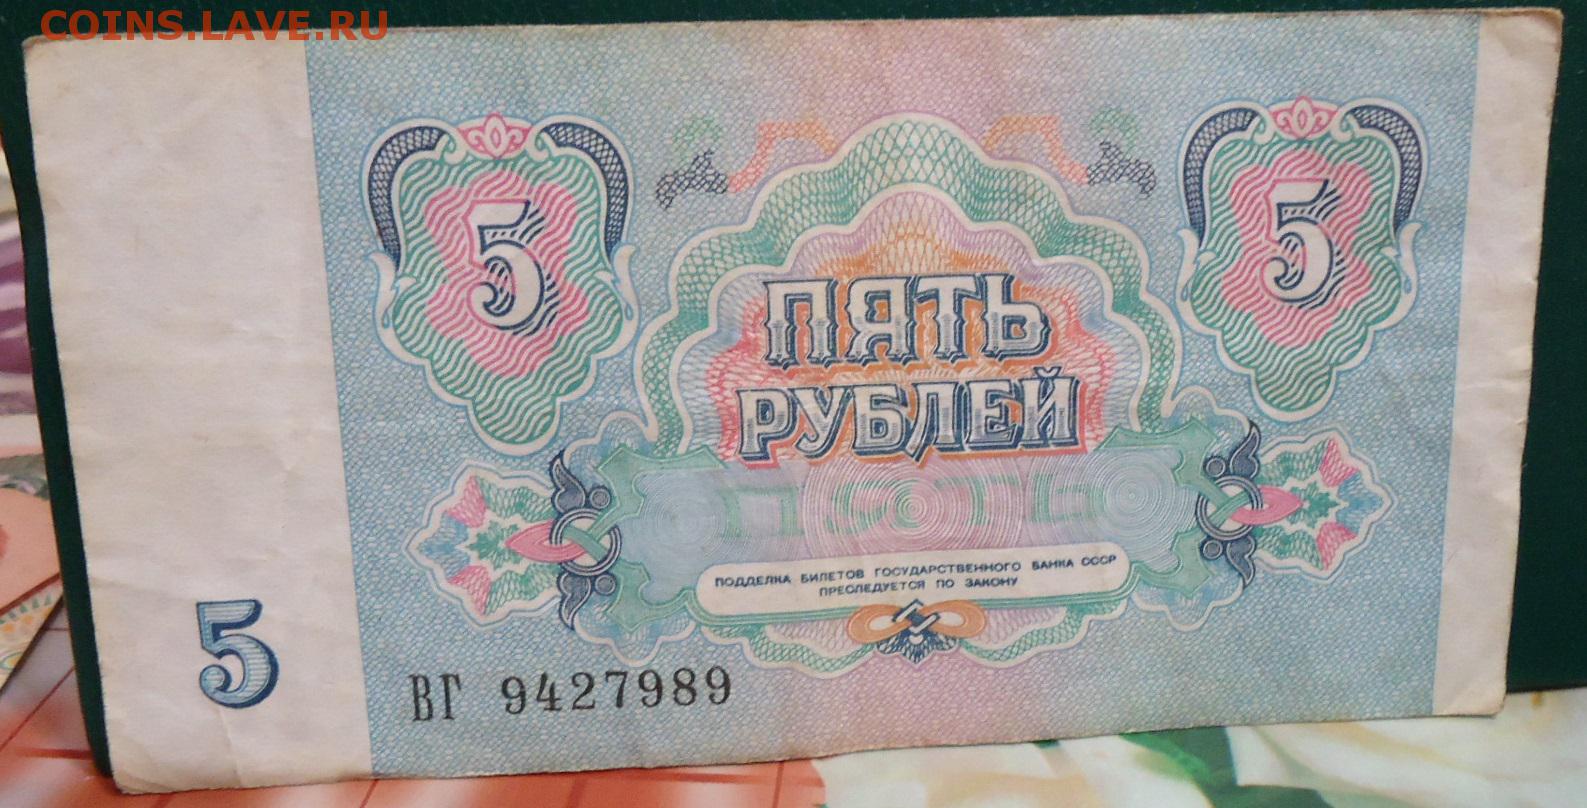 COINS.LAVE.RU
5
5
ПЯТЬ
РУБЛЕЙ
ПОДДЕЛКА БИЛЕТОВ ГОСУДАРСТВЕННОГО БАНКА СССР
ПРЕСЛЕДУЕТСЯ ПО ЗАКОНУ
5
ВГ 9427989